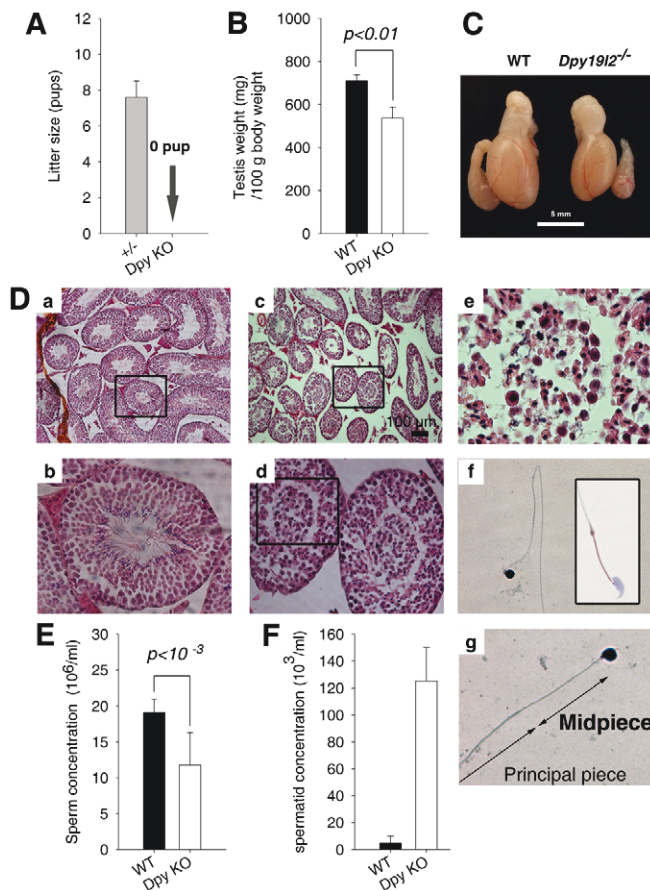 A
Litter size (pups)
12
10
8
6
4
2
0
0 pup
+/-
Dpy KO
B
Testis weight (mg)
/100 g body weight
1000
800
600
400
200
0
p<0.01
WT
Dpy KO
C
WT
Dpy19l2-/-
5 mm
D
a
c
100 µm
e
b
d
f
E
Sperm concentration (10⁶/ml)
30
25
20
15
10
5
0
p<10 -3
WT
Dpy KO
F
spermatid concentration (10³/ml)
160
140
120
100
80
60
40
20
0
WT
Dpy KO
g
Midpiece
Principal piece